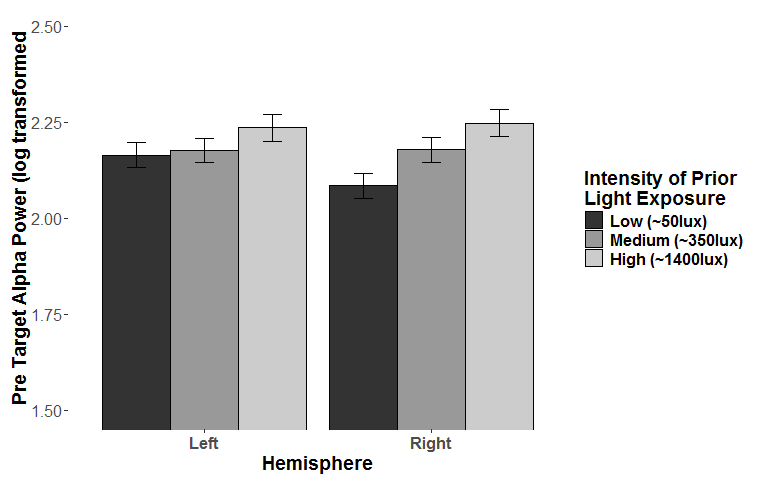 Pre Target Alpha Power (log transformed
2.50
2.25
2.00
1.75
1.50
Left
Right
Hemisphere
Intensity of Prior
Light Exposure
Low (~50lux)
Medium (~350lux)
High (~1400lux)